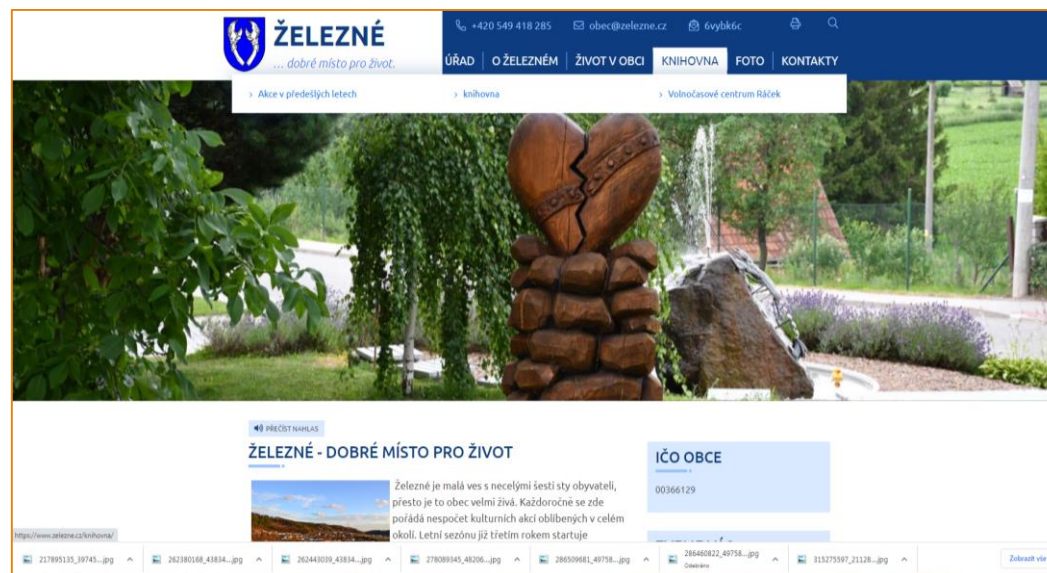 ŽELEZNÉ
... dobré místo pro život.
+420 549 418 285 obec@zelezne.cz 6vybk6c
ÚŘAD O ŽELEZNÉM ŽIVOT V OBCI KNIHOVNA FOTO KONTAKTY
› Akce v předešlých letech › knihovna › Volnočasové centrum Ráček
PŘEČÍST NAHLAS
ŽELEZNÉ - DOBRÉ MÍSTO PRO ŽIVOT
Železné je malá ves s necelými šesti sty obyvateli,
přesto je to obec velmi živá. Každoročně se zde
pořádá nespočet kulturních akcí oblíbených v celém
okolí. Letní sezónu již třetím rokem startuje
IČO OBCE
00366129
https://www.zelezne.cz/knihovna/
217895135_39745....jpg 262380168_43834....jpg 262443039_43834....jpg 278089345_48206....jpg 286509681_49758....jpg 286460822_49758....jpg 315275597_21128....jpg Zobrazit vše
Odebráno